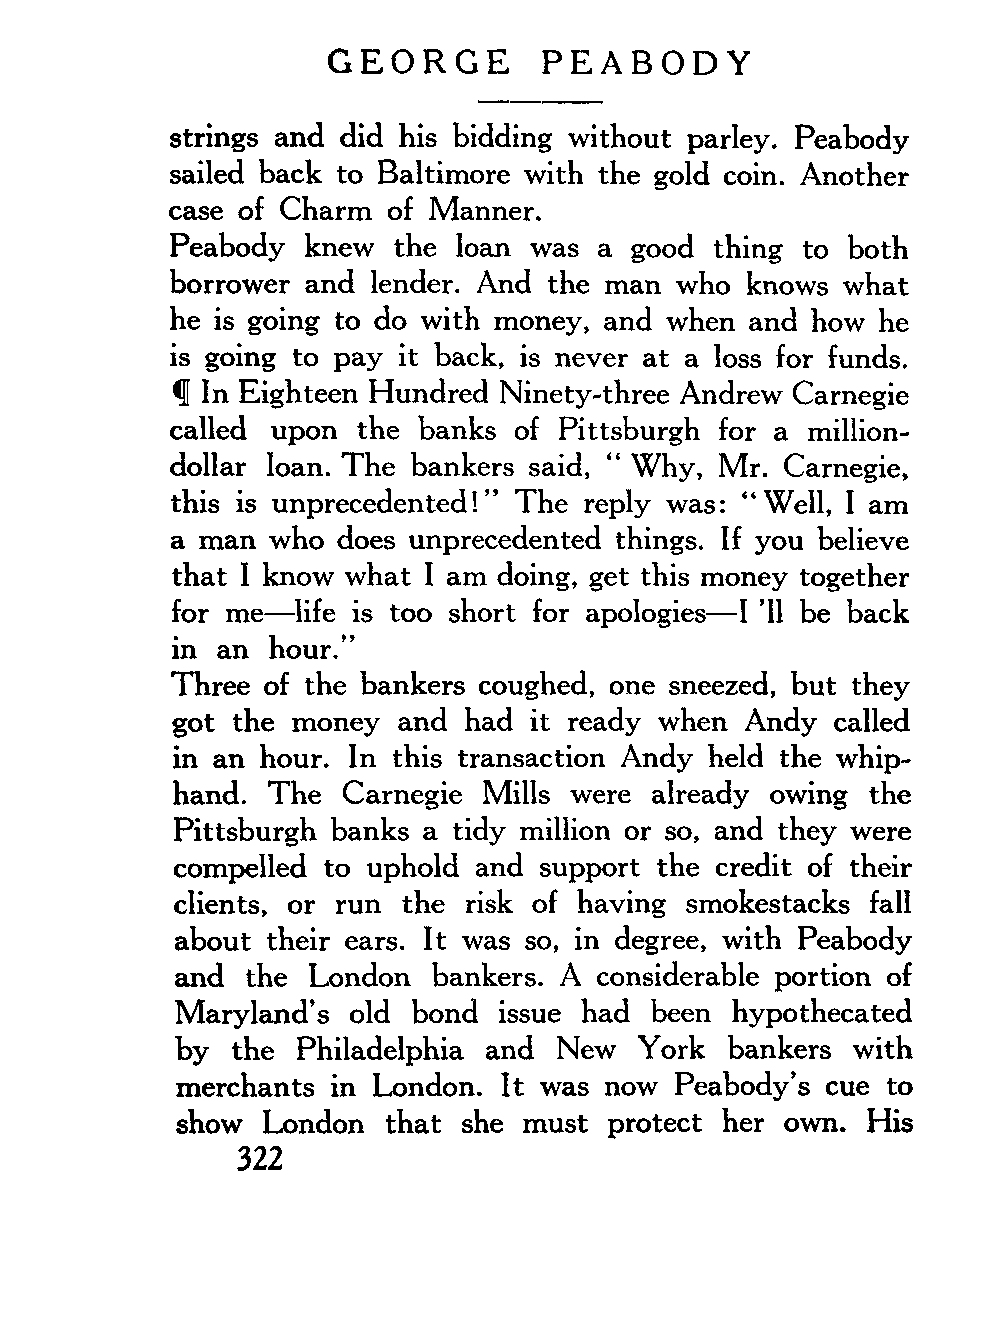 GEORGE PEABODY
strings and did his bidding without parley. Peabody
sailed back to Baltimore with the gold coin. Another
case of Charm of Manner.
Peabody knew the loan was a good thing to both
borrower and lender. And the man who knows what
he is going to do with money, and when and how he
is going to pay it back, is never at a loss for funds.
¶ In Eighteen Hundred Ninety-three Andrew Carnegie
called upon the banks of Pittsburgh for a million-
dollar loan. The bankers said, “ Why, Mr. Carnegie,
this is unprecedented!” The reply was: “Well, I am
a man who does unprecedented things. If you believe
that I know what I am doing, get this money together
for me—life is too short for apologies—I 'll be back
in an hour.”
Three of the bankers coughed, one sneezed, but they
got the money and had it ready when Andy called
in an hour. In this transaction Andy held the whip-
hand. The Carnegie Mills were already owing the
Pittsburgh banks a tidy million or so, and they were
compelled to uphold and support the credit of their
clients, or run the risk of having smokestacks fall
about their ears. It was so, in degree, with Peabody
and the London bankers. A considerable portion of
Maryland's old bond issue had been hypothecated
by the Philadelphia and New York bankers with
merchants in London. It was now Peabody's cue to
show London that she must protect her own. His
322